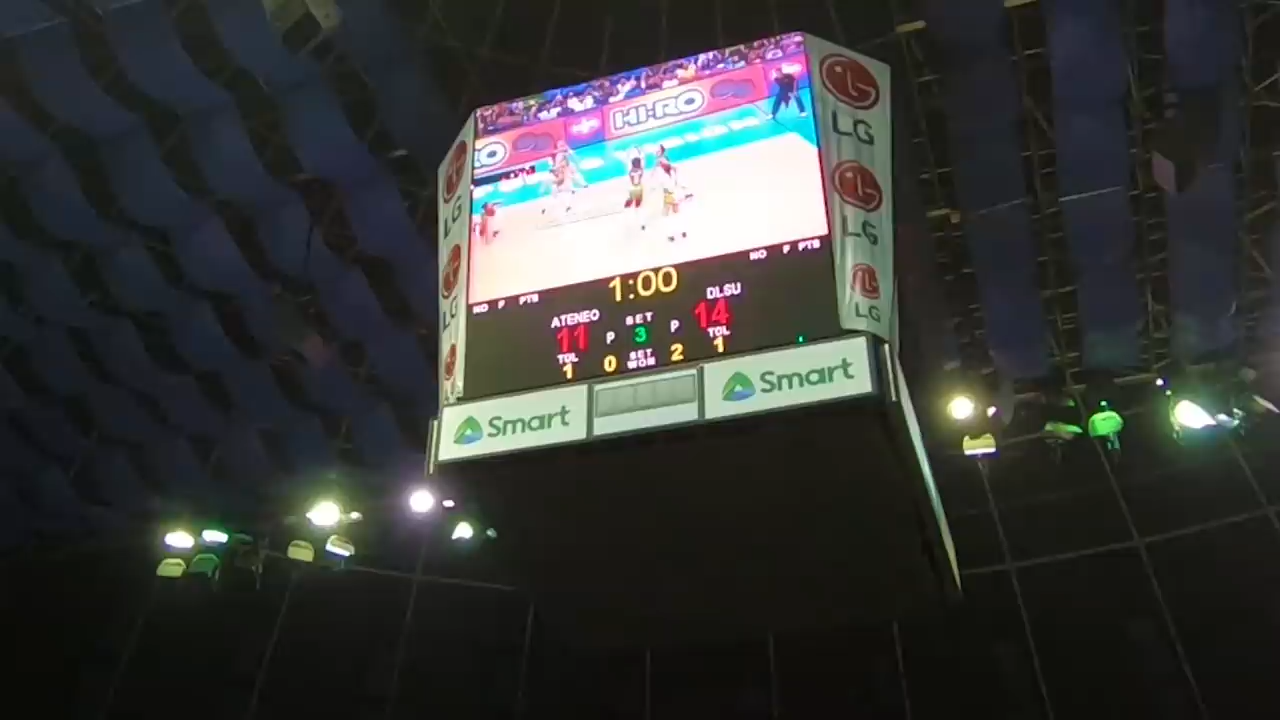 HI-RO
RO
LG
LG
LG
LG
LG
NO P PTS
1:00
NO P PTS
ATENEO
SET
DLSU
11
P
3
P
14
TOL
SET
WON
TOL
1
0
2
1
Smart
Smart